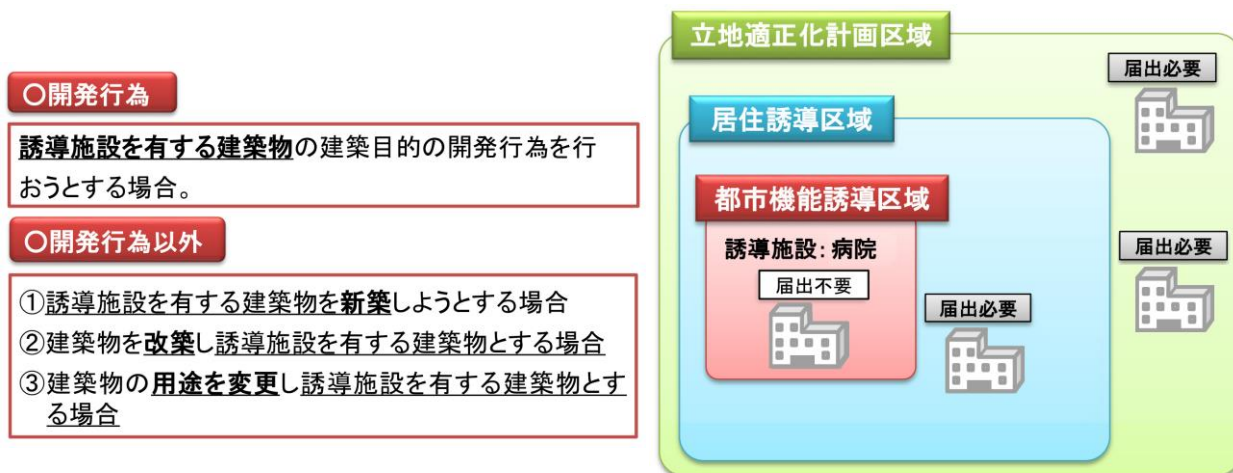 〇開発行為
誘導施設を有する建築物の建築目的の開発行為を行
おうとする場合。
〇開発行為以外
①誘導施設を有する建築物を新築しようとする場合
②建築物を改築し誘導施設を有する建築物とする場合
③建築物の用途を変更し誘導施設を有する建築物とす
る場合
立地適正化計画区域
届出必要
居住誘導区域
都市機能誘導区域
誘導施設：病院
届出不要
届出必要
届出必要